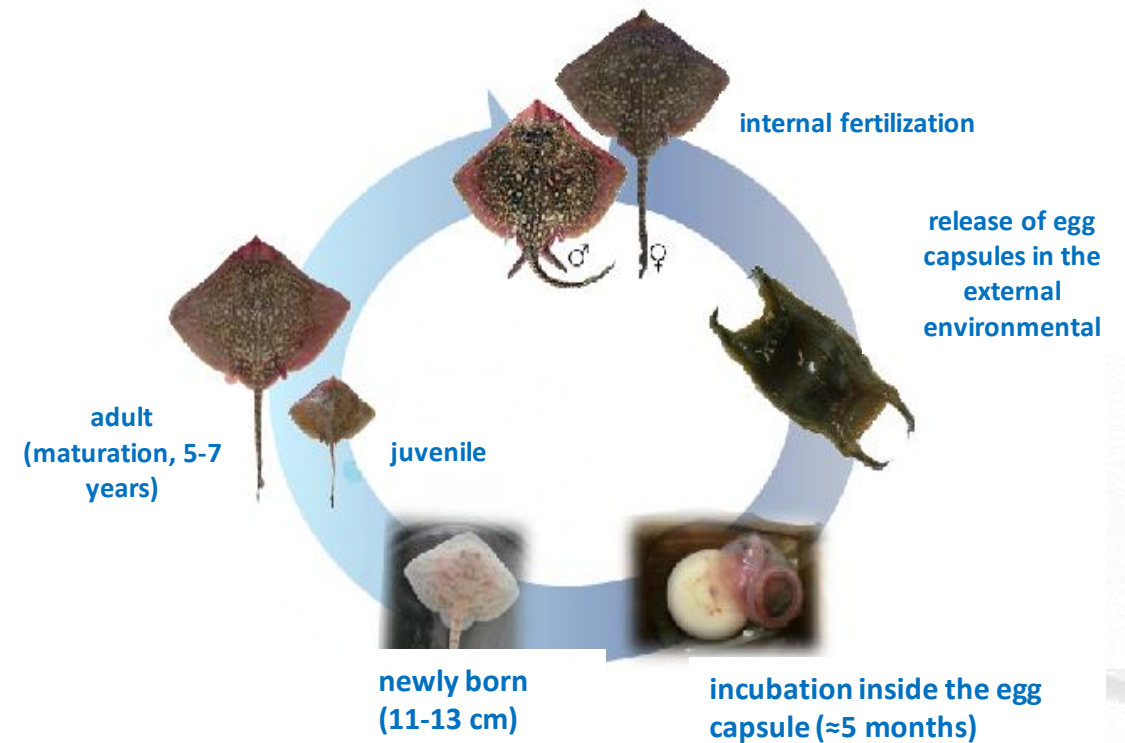 internal fertilization
release of egg
capsules in the
external
environmental
♂
♀
adult
(maturation, 5-7
years)
juvenile
newly born
(11-13 cm)
incubation inside the egg
capsule (≈5 months)